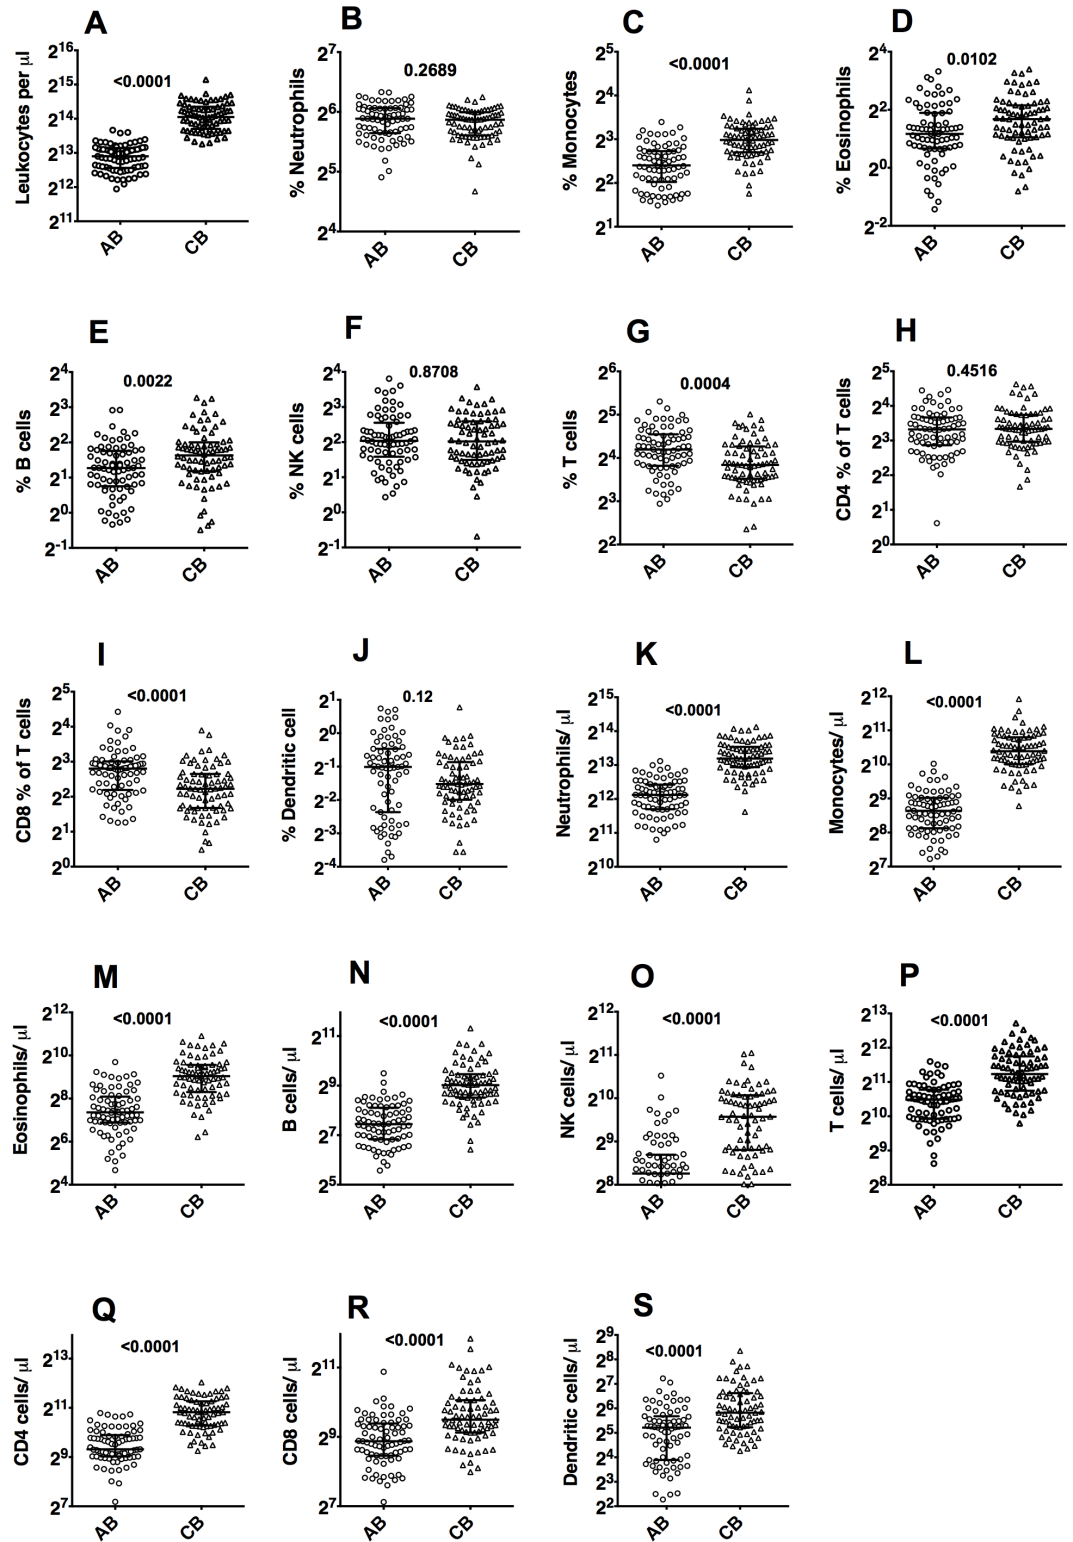 A
B
C
D
Leukocytes per µl
2^16
2^15
2^14
2^13
2^12
2^11
<0.0001
AB
CB
% Neutrophils
2^7
2^6
2^5
2^4
0.2689
AB
CB
% Monocytes
2^5
2^4
2^3
2^2
2^1
<0.0001
AB
CB
% Eosinophils
2^4
2^2
2^0
2^-2
0.0102
AB
CB
E
F
G
H
% B cells
2^4
2^3
2^2
2^1
2^0
2^-1
0.0022
AB
CB
% NK cells
2^4
2^3
2^2
2^1
2^0
2^-1
0.8708
AB
CB
% T cells
2^6
2^5
2^4
2^3
2^2
0.0004
AB
CB
CD4 % of T cells
2^5
2^4
2^3
2^2
2^1
2^0
0.4516
AB
CB
I
J
K
L
CD8 % of T cells
2^5
2^4
2^3
2^2
2^1
2^0
<0.0001
AB
CB
% Dendritic cell
2^1
2^0
2^-1
2^-2
2^-3
2^-4
0.12
AB
CB
Neutrophils/ µl
2^15
2^14
2^13
2^12
2^11
2^10
<0.0001
AB
CB
Monocytes/ µl
2^12
2^11
2^10
2^9
2^8
2^7
<0.0001
AB
CB
M
N
O
P
Eosinophils/ µl
2^12
2^10
2^8
2^6
2^4
<0.0001
AB
CB
B cells/ µl
2^11
2^9
2^7
2^5
<0.0001
AB
CB
NK cells/ µl
2^12
2^11
2^10
2^9
2^8
<0.0001
AB
CB
T cells/ µl
2^13
2^12
2^11
2^10
2^9
2^8
<0.0001
AB
CB
Q
R
S
CD4 cells/ µl
2^13
2^11
2^9
2^7
<0.0001
AB
CB
CD8 cells/ µl
2^11
2^9
2^7
<0.0001
AB
CB
Dendritic cells/ µl
2^9
2^8
2^7
2^6
2^5
2^4
2^3
2^2
<0.0001
AB
CB